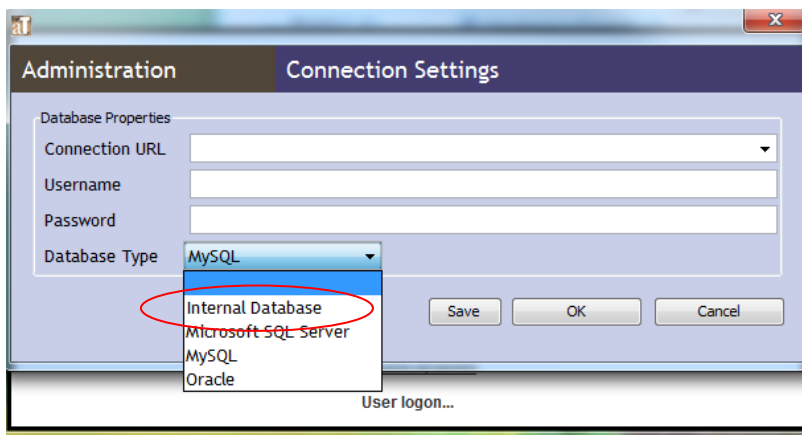 aT
Administration Connection Settings
Database Properties
Connection URL
Username
Password
Database Type MySQL
Internal Database
Microsoft SQL Server
MySQL
Oracle
Save OK Cancel
User logon...